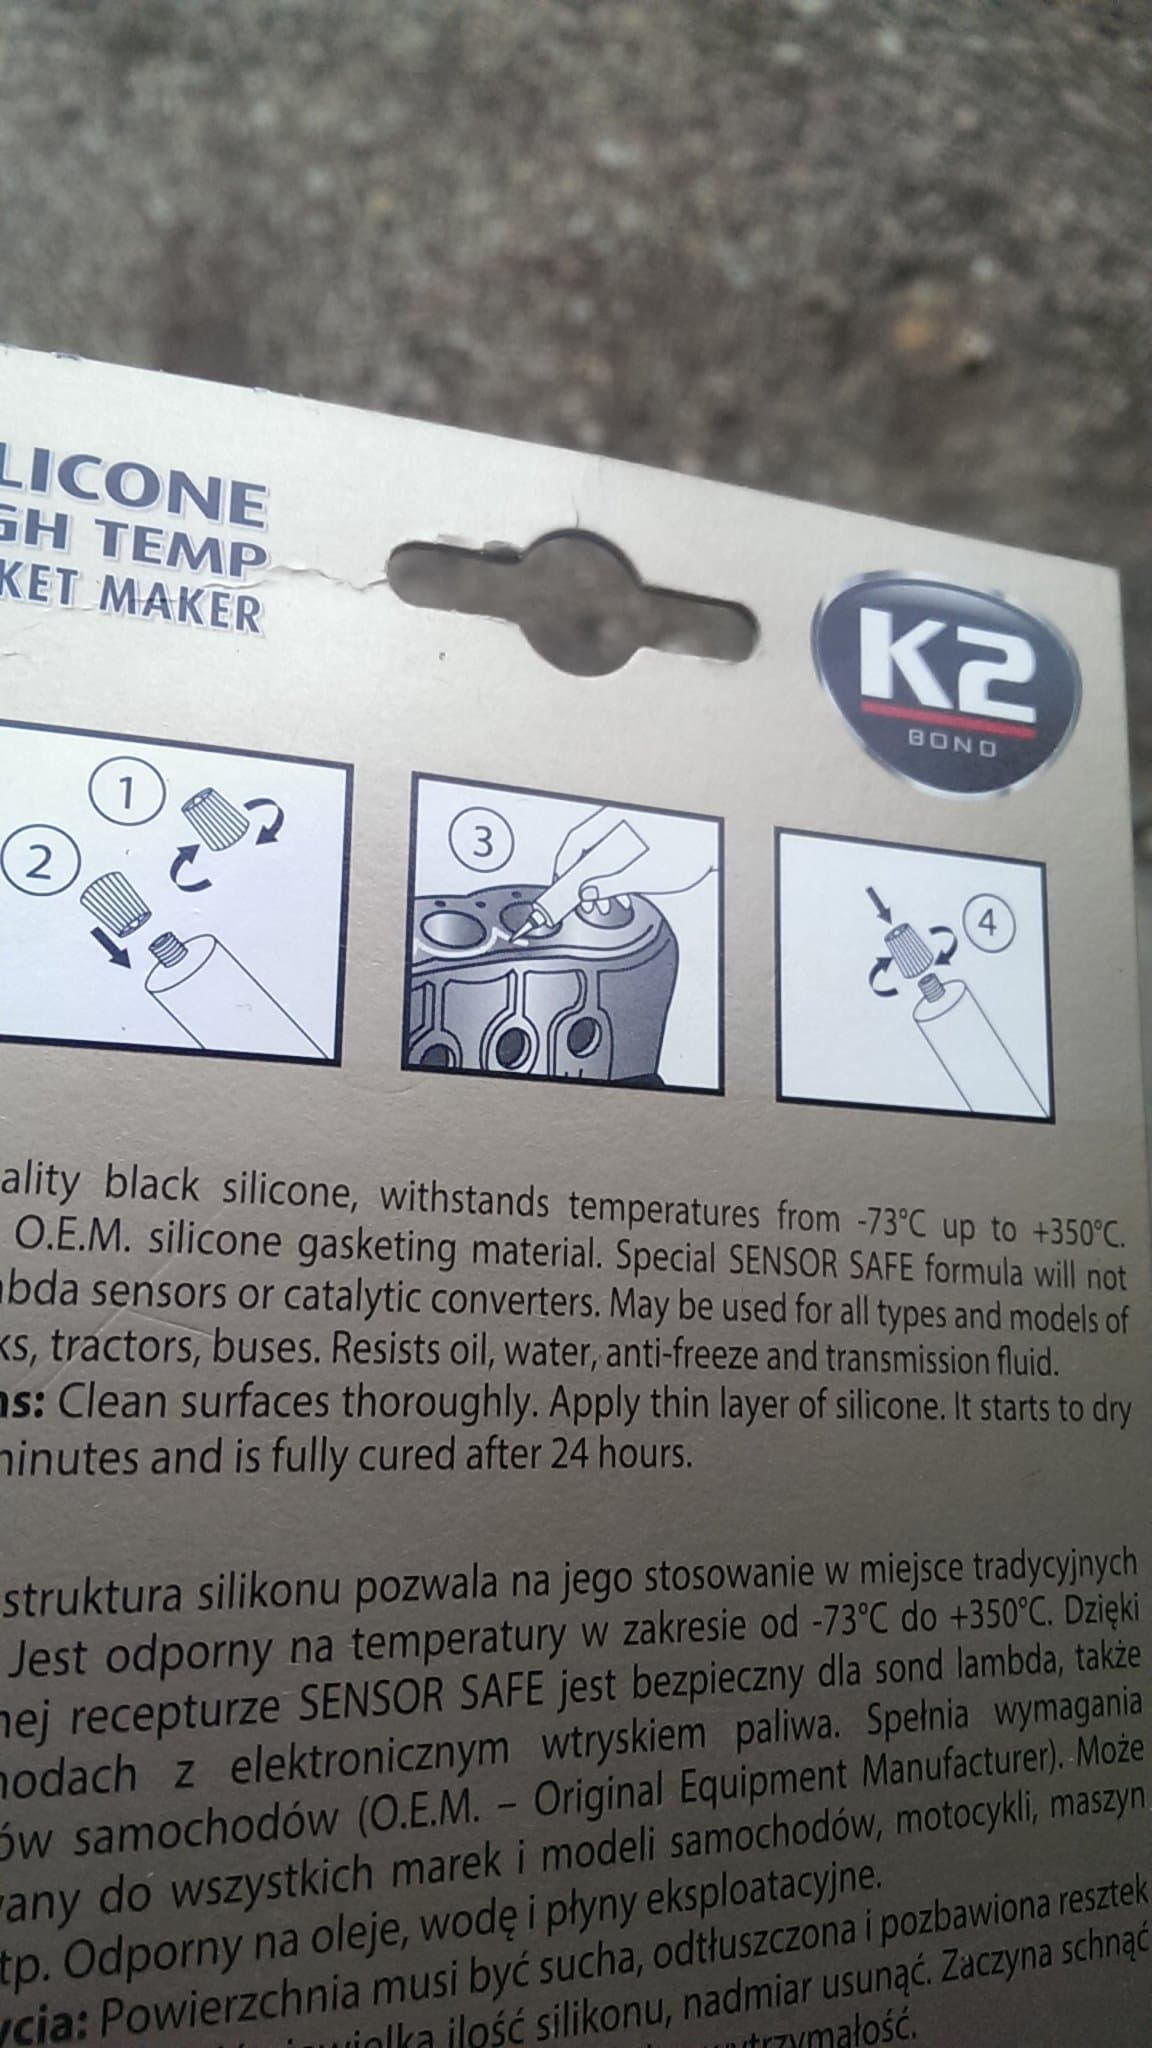 LICONE
GH TEMP
KET MAKER
K2
BOND
1
2
3
4
ality black silicone, withstands temperatures from -73°C up to +350°C.
O.E.M. silicone gasketing material. Special SENSOR SAFE formula will not
bda sensors or catalytic converters. May be used for all types and models of
ks, tractors, buses. Resists oil, water, anti-freeze and transmission fluid.
ns: Clean surfaces thoroughly. Apply thin layer of silicone. It starts to dry
minutes and is fully cured after 24 hours.
struktura silikonu pozwala na jego stosowanie w miejsce tradycyjnych
Jest odporny na temperatury w zakresie od -73°C do +350°C. Dzięki
nej recepturze SENSOR SAFE jest bezpieczny dla sond lambda, także
hodach z elektronicznym wtryskiem paliwa. Spełnia wymagania
ów samochodów (O.E.M. – Original Equipment Manufacturer). Może
wany do wszystkich marek i modeli samochodów, motocykli, maszyn
tp. Odporny na oleje, wodę i płyny eksploatacyjne.
ycia: Powierzchnia musi być sucha, odtłuszczona i pozbawiona resztek
ilość silikonu, nadmiar usunąć. Zaczyna schnąć
wytrzymałość.